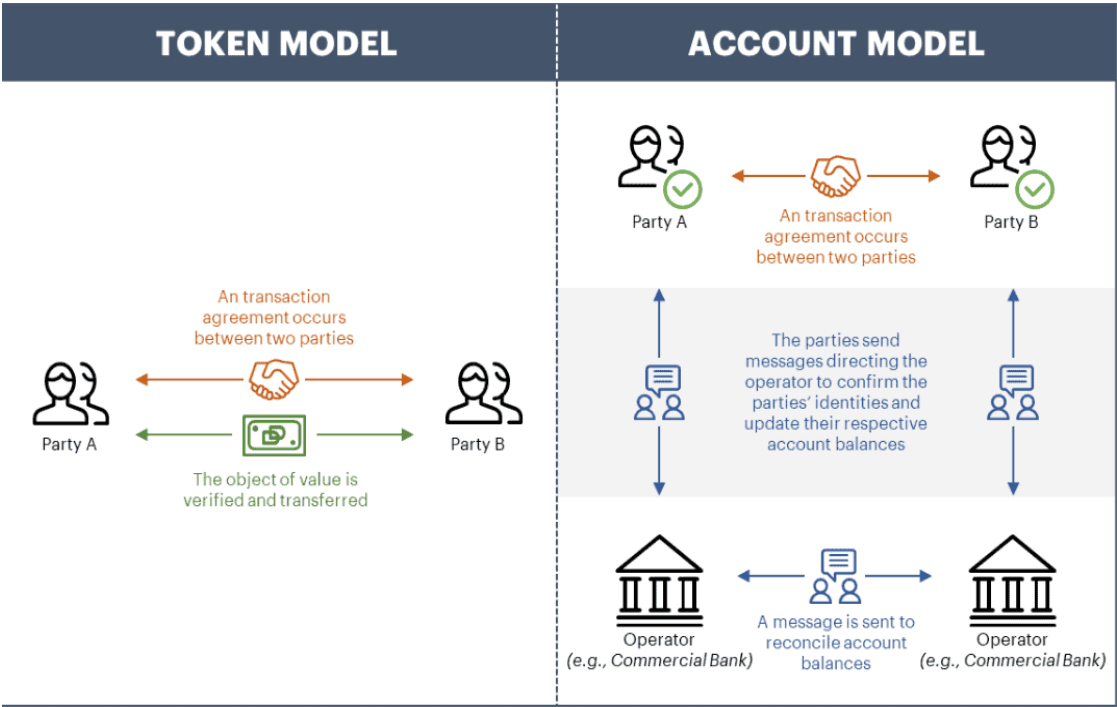 TOKEN MODEL
An transaction
agreement occurs
between two parties
Party A
Party B
The object of value is
verified and transferred
ACCOUNT MODEL
Party A
An transaction
agreement occurs
between two parties
Party B
The parties send
messages directing the
operator to confirm the
parties’ identities and
update their respective
account balances
Operator
(e.g., Commercial Bank)
A message is sent to
reconcile account
balances
Operator
(e.g., Commercial Bank)